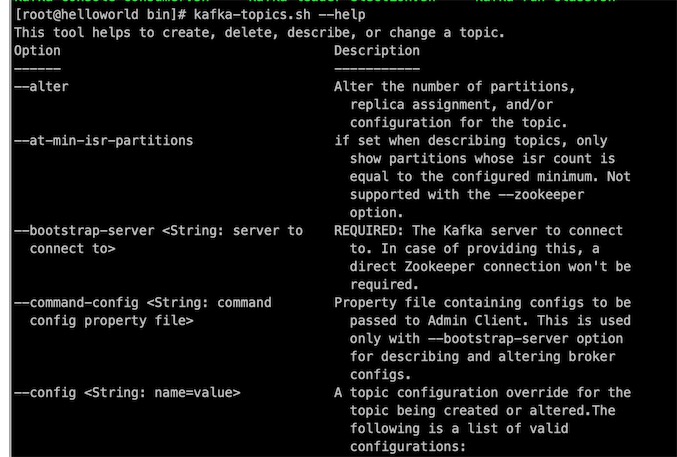 [root@helloworld bin]# kafka-topics.sh --help
This tool helps to create, delete, describe, or change a topic.
Option Description
------ -----------
--alter Alter the number of partitions,
replica assignment, and/or
configuration for the topic.
--at-min-isr-partitions if set when describing topics, only
show partitions whose isr count is
equal to the configured minimum. Not
supported with the --zookeeper
option.
--bootstrap-server <String: server to REQUIRED: The Kafka server to connect
connect to> to. In case of providing this, a
direct Zookeeper connection won't be
required.
--command-config <String: command Property file containing configs to be
config property file> passed to Admin Client. This is used
only with --bootstrap-server option
for describing and altering broker
configs.
--config <String: name=value> A topic configuration override for the
topic being created or altered.The
following is a list of valid
configurations: